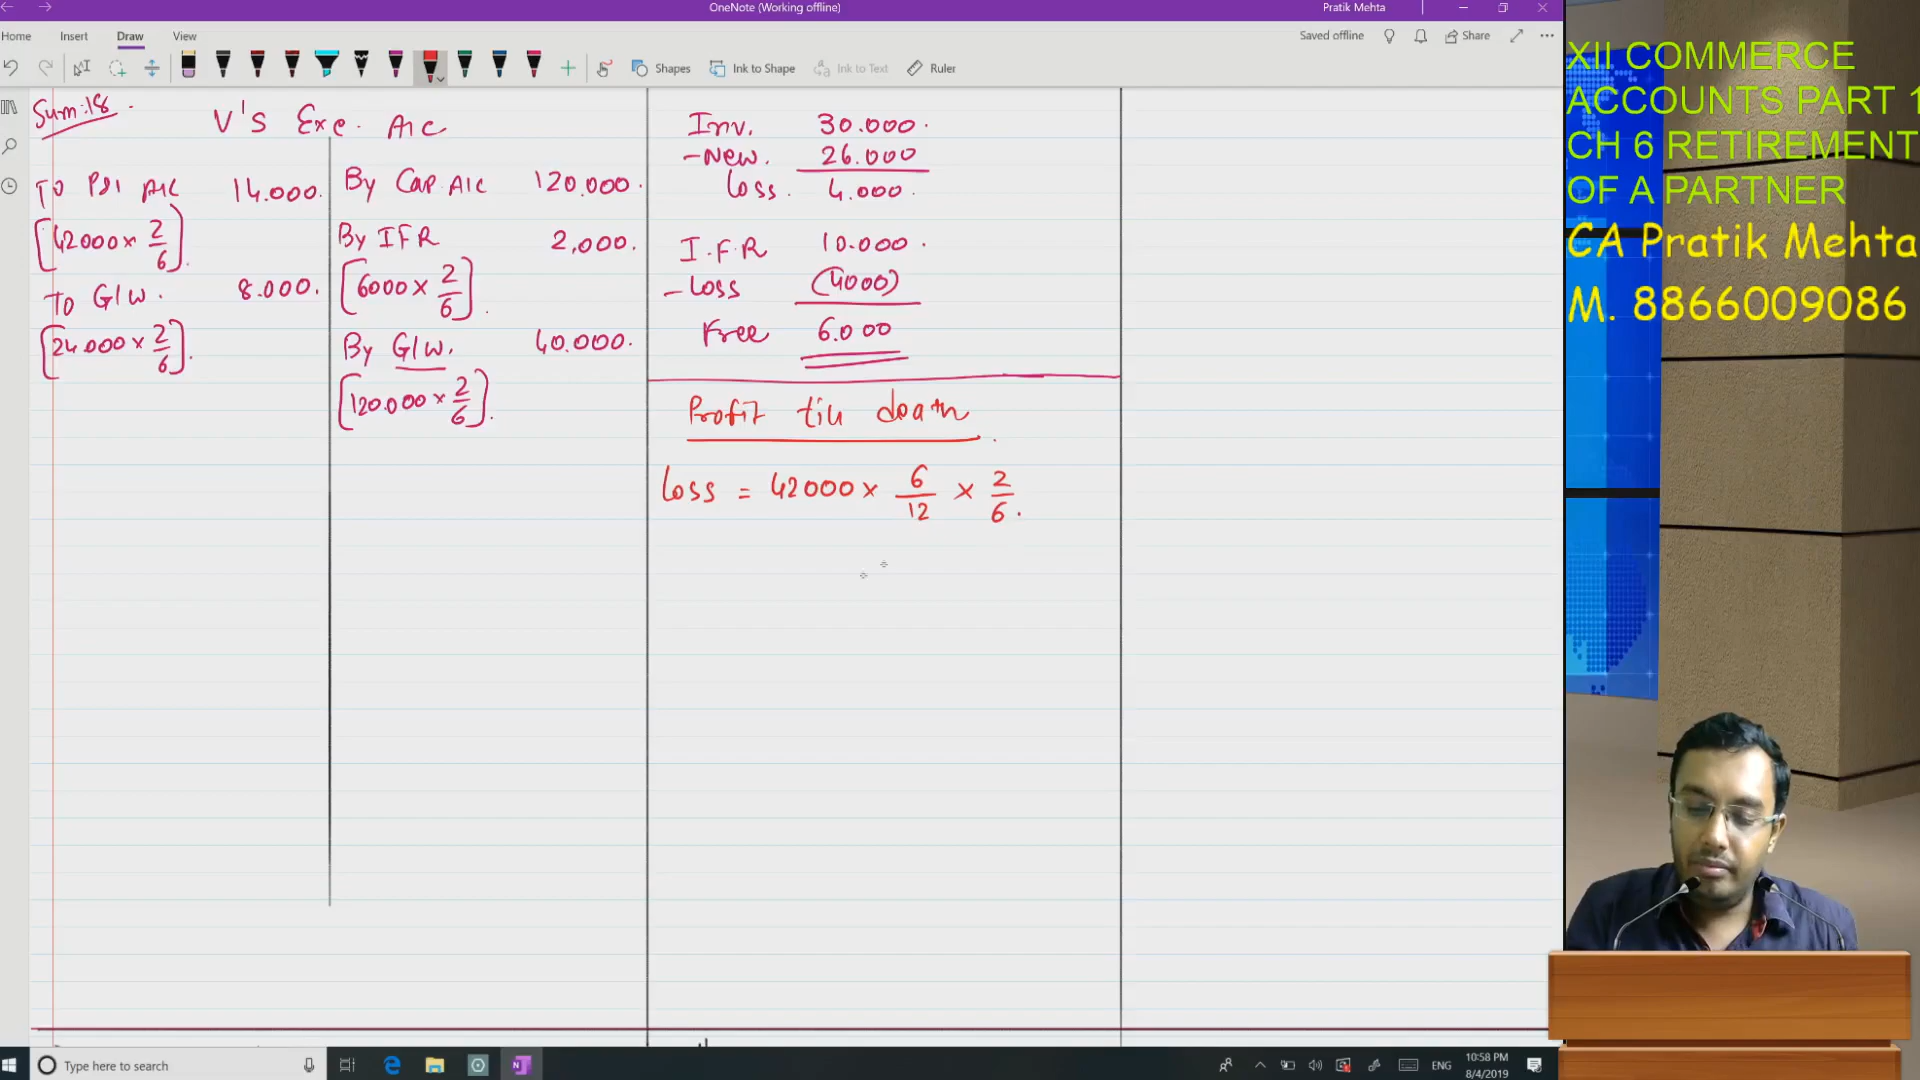 OneNote (Working offline)
Pratik Mehta
Home Insert Draw View
Saved offline
Share
Shapes
Ink to Shape
Ink to Text
Ruler
Sum:18.
V's Exe. A/c
To P&L A/c 14.000.
[42000 × 2/6].
To G/W. 8.000.
[24.000 × 2/6].
By Cap. A/c 120.000.
By IFR 2,000.
[6000 × 2/6].
By G/W. 40.000.
[120.000 × 2/6].
Inv. 30.000.
- New. 26.000
Loss. 4.000.
I.F.R 10.000.
- Loss (4000)
Free 6.000
Profit till death.
Loss = 42000 × 6/12 × 2/6.
XII COMMERCE
ACCOUNTS PART 1
CH 6 RETIREMENT
OF A PARTNER
CA Pratik Mehta
M. 8866009086
Type here to search
ENG
10:58 PM
8/4/2019